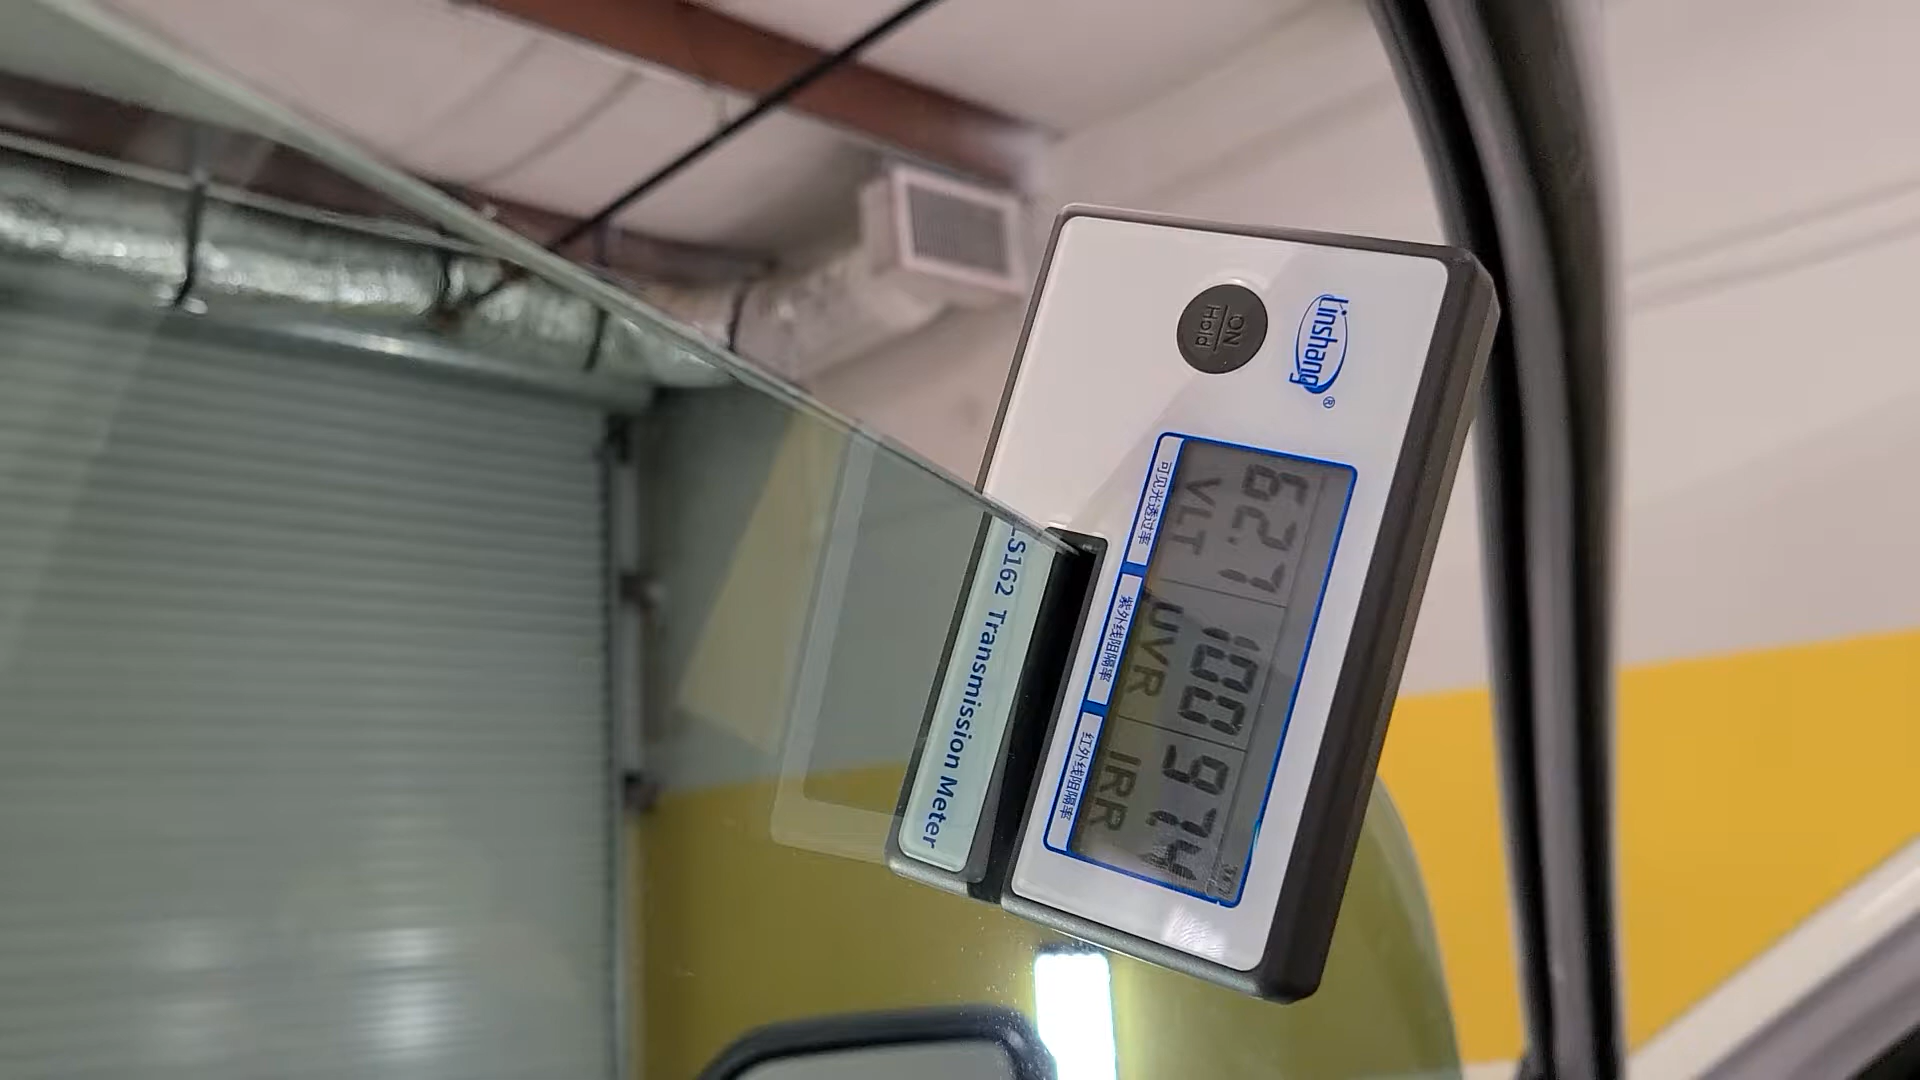 Linshang®
ON
Hold
62.7 100 97.4
VLT UVR IRR
可见光透过率 紫外线阻隔率 红外线阻隔率
LS162 Transmission Meter